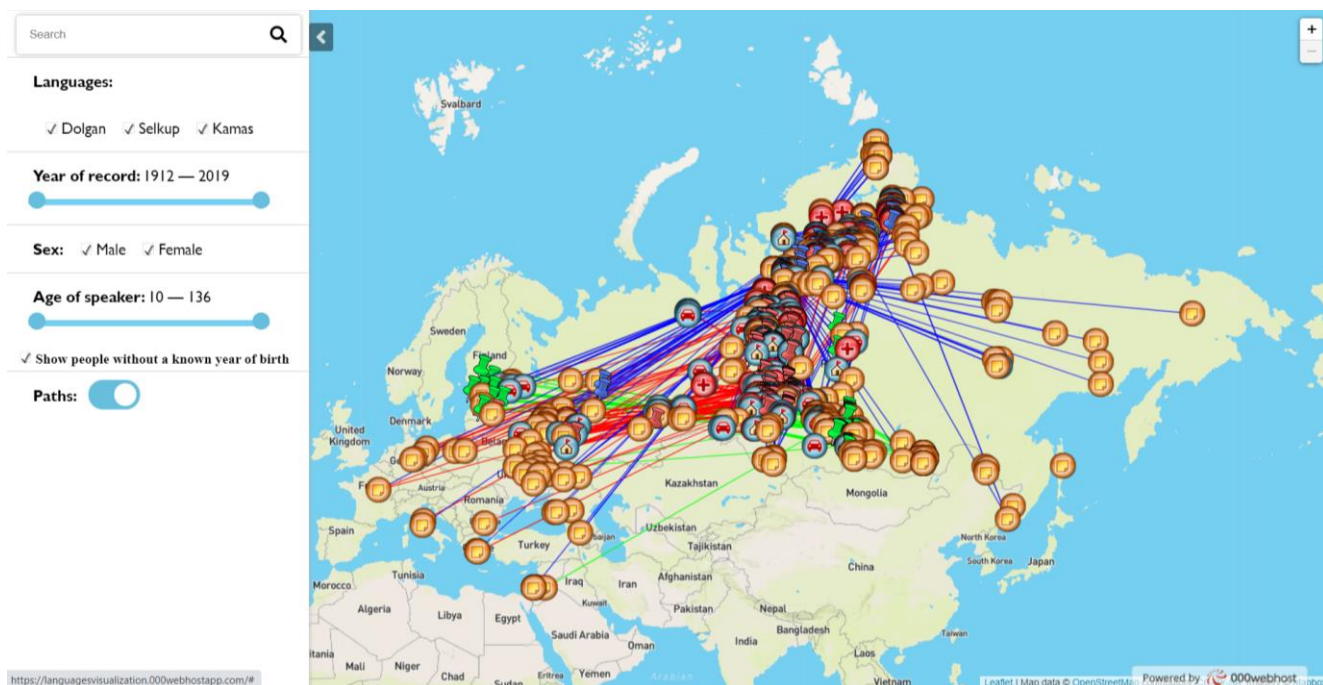 Search
Languages:
Dolgan Selkup Kamas
Year of record: 1912 — 2019
Sex: Male Female
Age of speaker: 10 — 136
Show people without a known year of birth
Paths:
https://languagesvisualization.000webhostapp.com/#
+
−
Svalbard
Sweden
Finland
Norway
Denmark
United
Kingdom
Austria
Romania
Spain
Turkey
Kazakhstan
Mongolia
Uzbekistan
Tajikistan
North Korea
South Korea
Japan
China
Morocco
Tunisia
Iraq
Iran
Afghanistan
Algeria
Libya
Egypt
Kuwait
Pakistan
Nepal
Saudi Arabia
Bangladesh
India
Oman
Taiwan
Mali
Niger
Chad
Sudan
Eritrea
Yemen
Arabian
Laos
Vietnam
Leaflet | Map data © OpenStreetMap
Powered by 000webhost